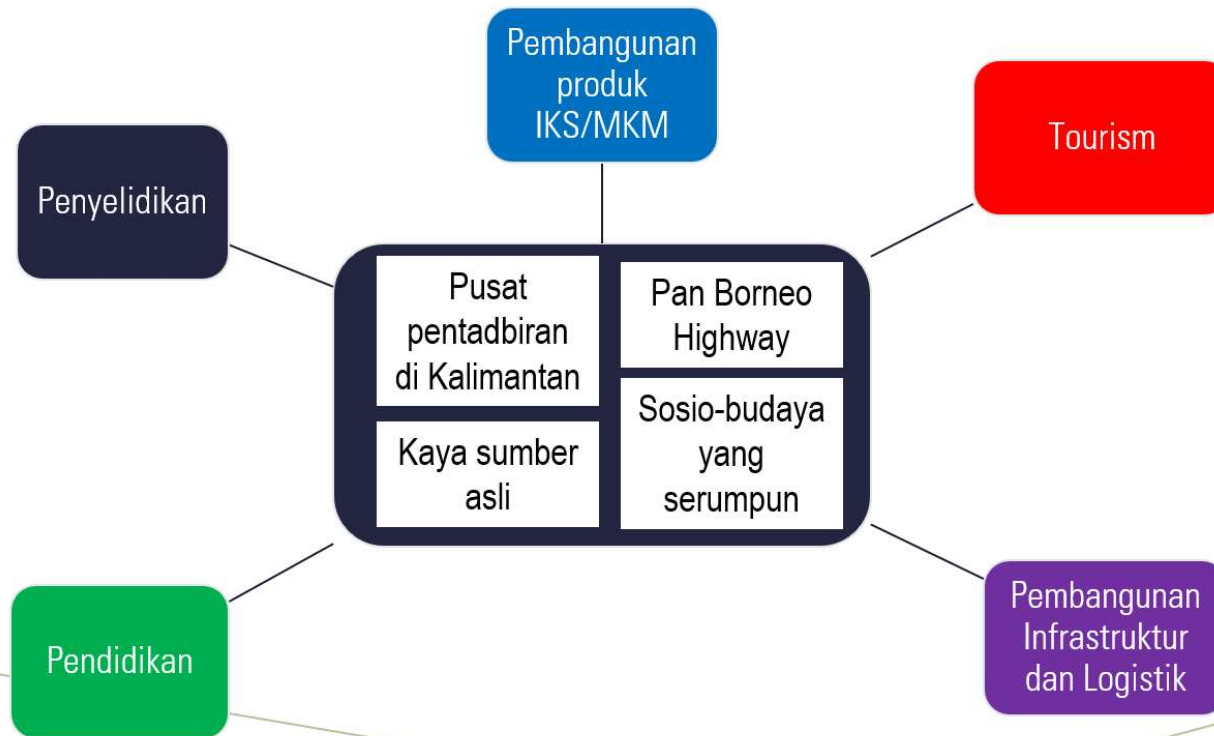 Pembangunan
produk
IKS/MKM
Tourism
Penyelidikan
Pusat
pentadbiran
di Kalimantan
Pan Borneo
Highway
Kaya sumber
asli
Sosio-budaya
yang
serumpun
Pendidikan
Pembangunan
Infrastruktur
dan Logistik